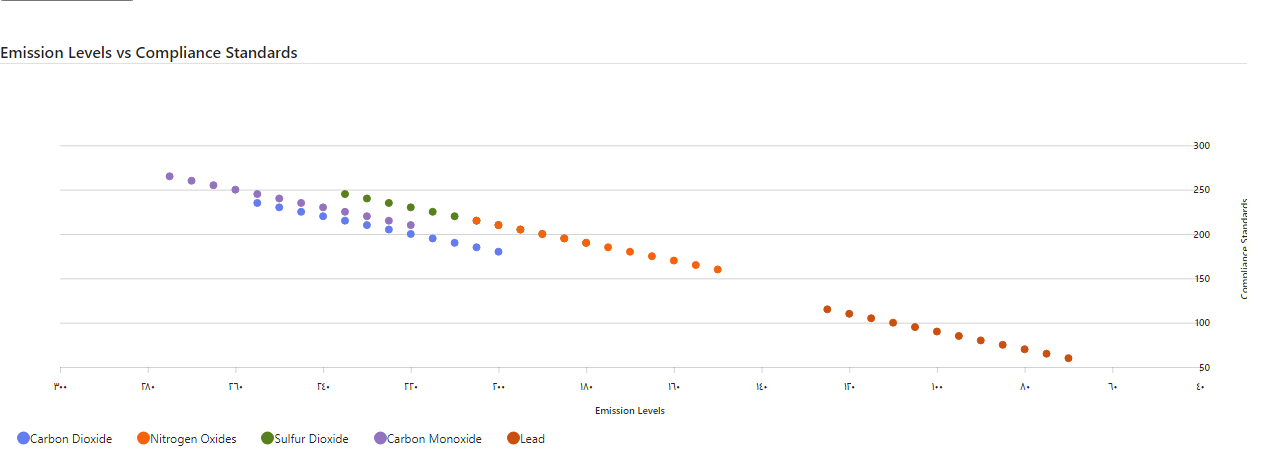 Emission Levels vs Compliance Standards
300
250
200
150
100
50
Compliance Standards
٣٠٠ ٢٨٠ ٢٦٠ ٢٤٠ ٢٢٠ ٢٠٠ ١٨٠ ١٦٠ ١٤٠ ١٢٠ ١٠٠ ٨٠ ٦٠ ٤٠
Emission Levels
Carbon Dioxide Nitrogen Oxides Sulfur Dioxide Carbon Monoxide Lead